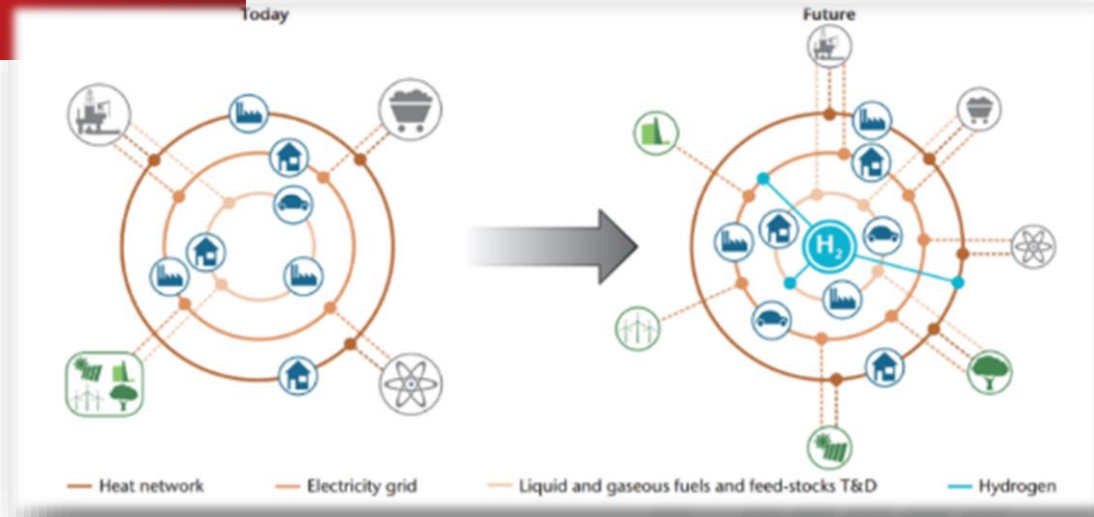 Today
Future
H₂
Heat network
Electricity grid
Liquid and gaseous fuels and feed-stocks T&D
Hydrogen